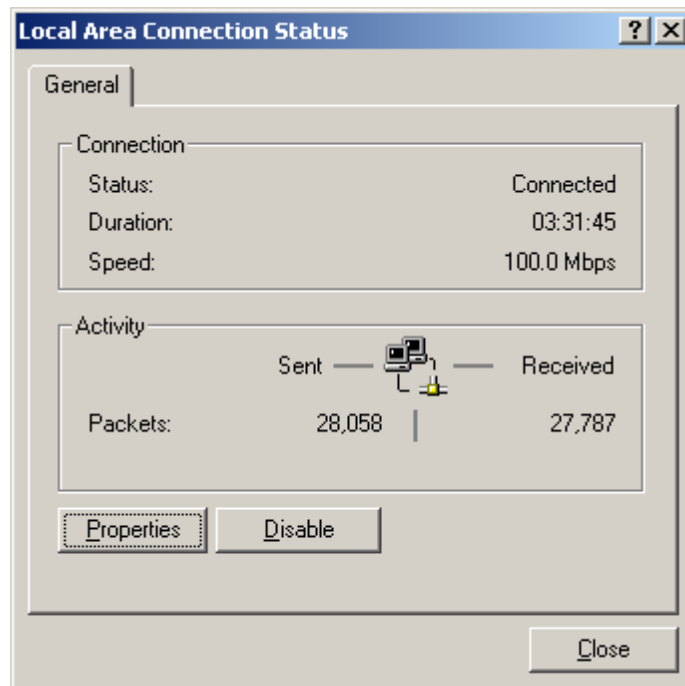 Local Area Connection Status
General
Connection
Status: Connected
Duration: 03:31:45
Speed: 100.0 Mbps
Activity
Sent Received
Packets: 28,058 27,787
Properties Disable
Close